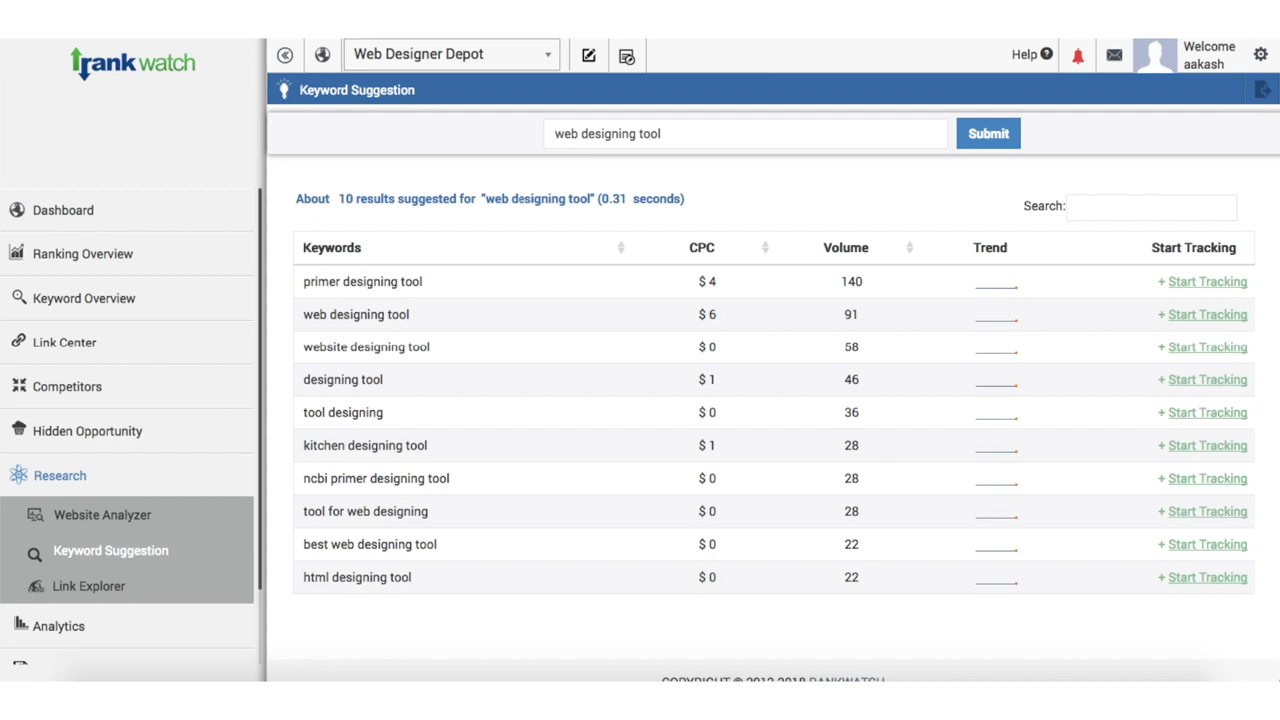 rankwatch
Web Designer Depot
Help
Welcome
aakash
Keyword Suggestion
web designing tool
Submit
Dashboard
Ranking Overview
Keyword Overview
Link Center
Competitors
Hidden Opportunity
Research
Website Analyzer
Keyword Suggestion
Link Explorer
Analytics
About 10 results suggested for "web designing tool" (0.31 seconds)
Search:
Keywords CPC Volume Trend Start Tracking
primer designing tool $ 4 140 + Start Tracking
web designing tool $ 6 91 + Start Tracking
website designing tool $ 0 58 + Start Tracking
designing tool $ 1 46 + Start Tracking
tool designing $ 0 36 + Start Tracking
kitchen designing tool $ 1 28 + Start Tracking
ncbi primer designing tool $ 0 28 + Start Tracking
tool for web designing $ 0 28 + Start Tracking
best web designing tool $ 0 22 + Start Tracking
html designing tool $ 0 22 + Start Tracking
COPYRIGHT © 2012-2018 RANKWATCH